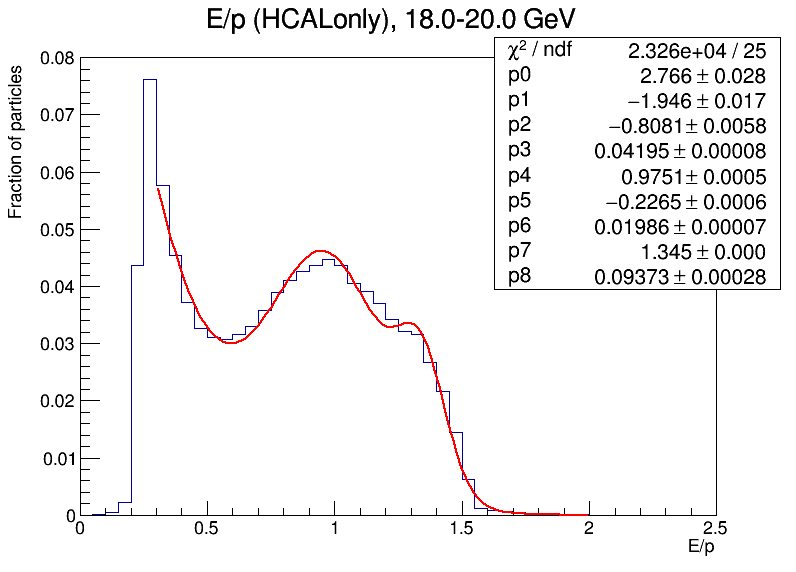 E/p (HCALonly), 18.0-20.0 GeV
χ² / ndf 2.326e+04 / 25
p0 2.766 ± 0.028
p1 −1.946 ± 0.017
p2 −0.8081 ± 0.0058
p3 0.04195 ± 0.00008
p4 0.9751 ± 0.0005
p5 −0.2265 ± 0.0006
p6 0.01986 ± 0.00007
p7 1.345 ± 0.000
p8 0.09373 ± 0.00028
Fraction of particles
0.08
0.07
0.06
0.05
0.04
0.03
0.02
0.01
0
0 0.5 1 1.5 2 2.5
E/p